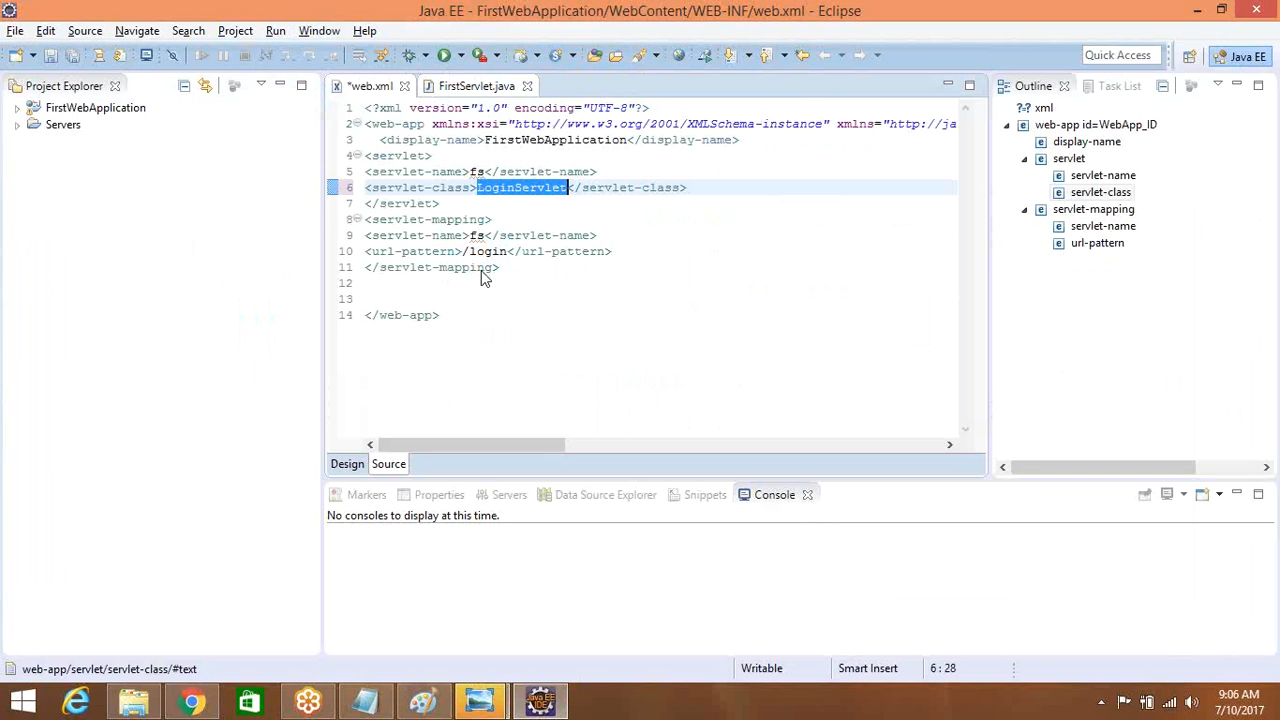 Java EE - FirstWebApplication/WebContent/WEB-INF/web.xml - Eclipse
File Edit Source Navigate Search Project Run Window Help
Quick Access
Java EE
Project Explorer
FirstWebApplication
Servers
*web.xml
FirstServlet.java
1 <?xml version="1.0" encoding="UTF-8"?>
2 <web-app xmlns:xsi="http://www.w3.org/2001/XMLSchema-instance" xmlns="http://ja
3 <display-name>FirstWebApplication</display-name>
4 <servlet>
5 <servlet-name>fs</servlet-name>
6 <servlet-class>LoginServlet</servlet-class>
7 </servlet>
8 <servlet-mapping>
9 <servlet-name>fs</servlet-name>
10 <url-pattern>/login</url-pattern>
11 </servlet-mapping>
12
13
14 </web-app>
Design Source
Outline Task List
xml
web-app id=WebApp_ID
display-name
servlet
servlet-name
servlet-class
servlet-mapping
servlet-name
url-pattern
Markers Properties Servers Data Source Explorer Snippets Console
No consoles to display at this time.
web-app/servlet/servlet-class/#text
Writable
Smart Insert
6 : 28
9:06 AM
7/10/2017